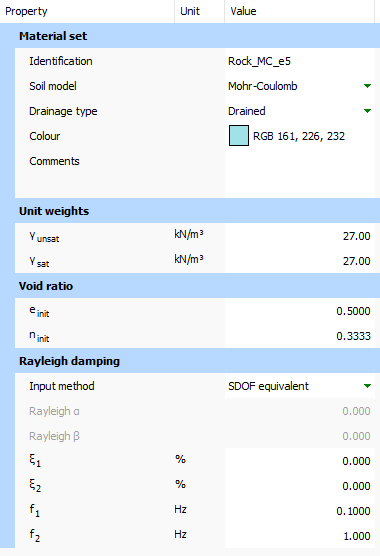 Property Unit Value
Material set
Identification Rock_MC_e5
Soil model Mohr-Coulomb
Drainage type Drained
Colour RGB 161, 226, 232
Comments
Unit weights
γunsat kN/m³ 27.00
γsat kN/m³ 27.00
Void ratio
einit 0.5000
ninit 0.3333
Rayleigh damping
Input method SDOF equivalent
Rayleigh α 0.000
Rayleigh β 0.000
ξ1 % 0.000
ξ2 % 0.000
f1 Hz 0.1000
f2 Hz 1.000